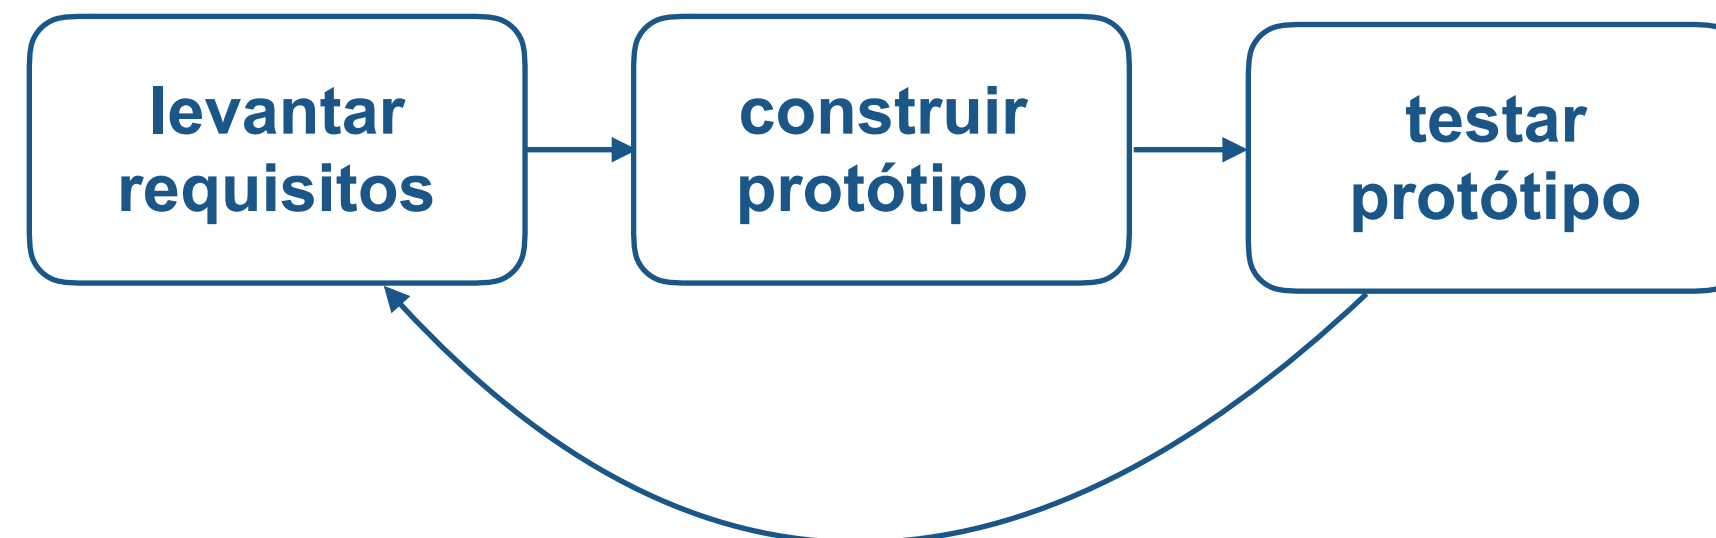 levantar
requisitos
construir
protótipo
testar
protótipo